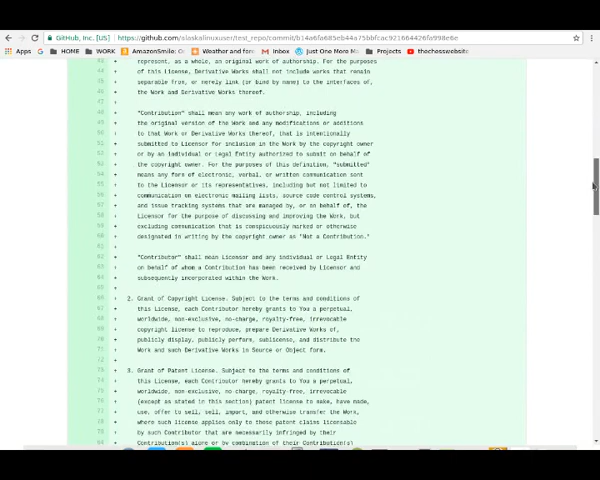 GitHub, Inc. [US] https://github.com/alaskalinuxuser/test_repo/commit/
Apps HOME WORK AmazonSmile: Weather and for Inbox Just One More Projects thechesswebsite
43 + represent, as a whole, an original work of authorship. For the purposes
44 + of this License, Derivative Works shall not include works that remain
45 + separable from, or merely link (or bind by name) to the interfaces of,
46 + the Work and Derivative Works thereof.
47 +
48 + "Contribution" shall mean any work of authorship, including
49 + the original version of the Work and any modifications or additions
50 + to that Work or Derivative Works thereof, that is intentionally
51 + submitted to Licensor for inclusion in the Work by the copyright owner
52 + or by an individual or Legal Entity authorized to submit on behalf of
53 + the copyright owner. For the purposes of this definition, "submitted"
54 + means any form of electronic, verbal, or written communication sent
55 + to the Licensor or its representatives, including but not limited to
56 + communication on electronic mailing lists, source code control systems,
57 + and issue tracking systems that are managed by, or on behalf of, the
58 + Licensor for the purpose of discussing and improving the Work, but
59 + excluding communication that is conspicuously marked or otherwise
60 + designated in writing by the copyright owner as "Not a Contribution."
61 +
62 + "Contributor" shall mean Licensor and any individual or Legal Entity
63 + on behalf of whom a Contribution has been received by Licensor and
64 + subsequently incorporated within the Work.
65 +
66 + 2. Grant of Copyright License. Subject to the terms and conditions of
67 + this License, each Contributor hereby grants to You a perpetual,
68 + worldwide, non-exclusive, no-charge, royalty-free, irrevocable
69 + copyright license to reproduce, prepare Derivative Works of,
70 + publicly display, publicly perform, sublicense, and distribute the
71 + Work and such Derivative Works in Source or Object form.
72 +
73 + 3. Grant of Patent License. Subject to the terms and conditions of
74 + this License, each Contributor hereby grants to You a perpetual,
75 + worldwide, non-exclusive, no-charge, royalty-free, irrevocable
76 + (except as stated in this section) patent license to make, have made,
77 + use, offer to sell, sell, import, and otherwise transfer the Work,
78 + where such license applies only to those patent claims licensable
79 + by such Contributor that are necessarily infringed by their
80 + Contribution(s) alone or by combination of their Contribution(s)